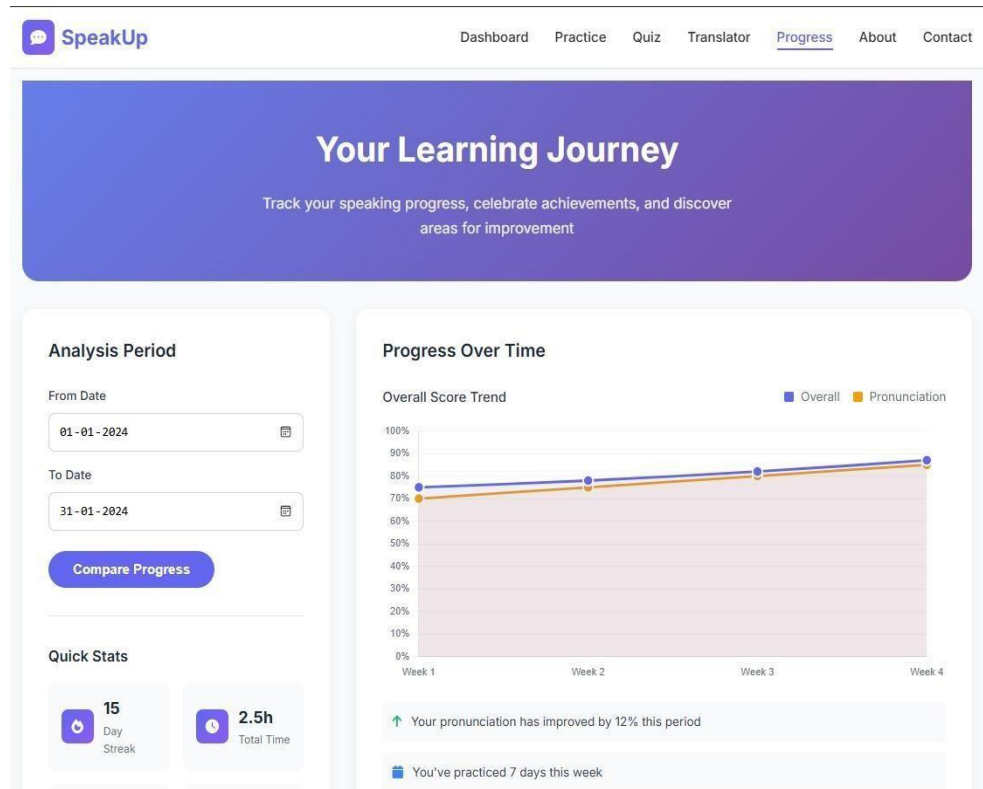 SpeakUp
Dashboard Practice Quiz Translator Progress About Contact
Your Learning Journey
Track your speaking progress, celebrate achievements, and discover
areas for improvement
Analysis Period
From Date
01-01-2024
To Date
31-01-2024
Compare Progress
Quick Stats
15
Day
Streak
2.5h
Total Time
Progress Over Time
Overall Score Trend
Overall Pronunciation
100%
90%
80%
70%
60%
50%
40%
30%
20%
10%
0%
Week 1 Week 2 Week 3 Week 4
Your pronunciation has improved by 12% this period
You've practiced 7 days this week